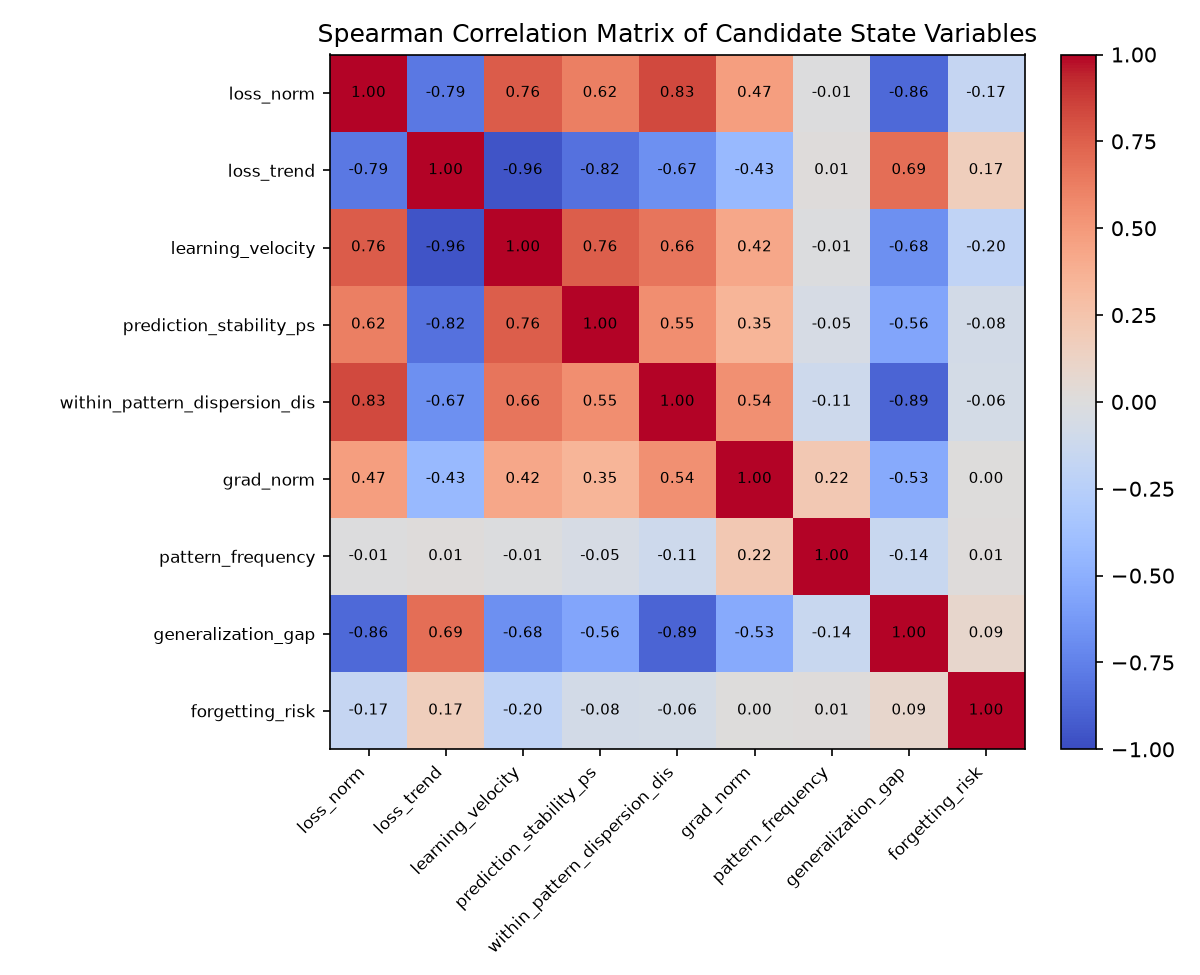 Spearman Correlation Matrix of Candidate State Variables
loss_norm 1.00 -0.79 0.76 0.62 0.83 0.47 -0.01 -0.86 -0.17
loss_trend -0.79 1.00 -0.96 -0.82 -0.67 -0.43 0.01 0.69 0.17
learning_velocity 0.76 -0.96 1.00 0.76 0.66 0.42 -0.01 -0.68 -0.20
prediction_stability_ps 0.62 -0.82 0.76 1.00 0.55 0.35 -0.05 -0.56 -0.08
within_pattern_dispersion_dis 0.83 -0.67 0.66 0.55 1.00 0.54 -0.11 -0.89 -0.06
grad_norm 0.47 -0.43 0.42 0.35 0.54 1.00 0.22 -0.53 0.00
pattern_frequency -0.01 0.01 -0.01 -0.05 -0.11 0.22 1.00 -0.14 0.01
generalization_gap -0.86 0.69 -0.68 -0.56 -0.89 -0.53 -0.14 1.00 0.09
forgetting_risk -0.17 0.17 -0.20 -0.08 -0.06 0.00 0.01 0.09 1.00
loss_norm
loss_trend
learning_velocity
prediction_stability_ps
within_pattern_dispersion_dis
grad_norm
pattern_frequency
generalization_gap
forgetting_risk
1.00
0.75
0.50
0.25
0.00
−0.25
−0.50
−0.75
−1.00